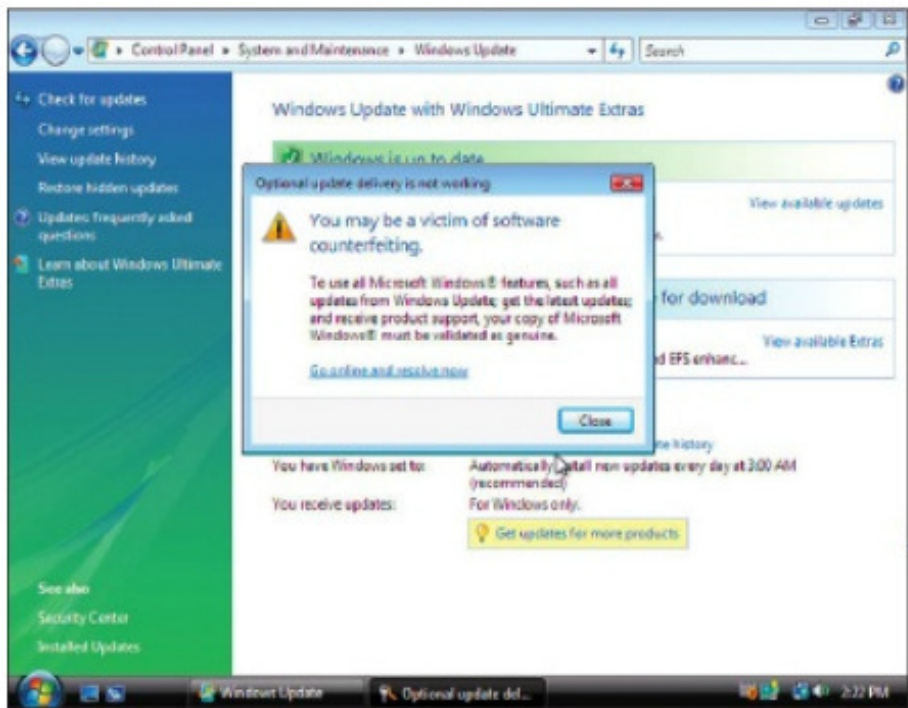 Control Panel ▸ System and Maintenance ▸ Windows Update
Search
Check for updates
Change settings
View update history
Restore hidden updates
Updates: frequently asked
questions
Learn about Windows Ultimate
Extras
See also
Security Center
Installed Updates
Windows Update with Windows Ultimate Extras
Windows is up to date
View available updates
for download
View available Extras
d EFS enhanc...
te history
You have Windows set to: Automatically install new updates every day at 3:00 AM
(recommended)
You receive updates: For Windows only.
Get updates for more products
Optional update delivery is not working
You may be a victim of software
counterfeiting.
To use all Microsoft Windows® features, such as all
updates from Windows Update; get the latest updates;
and receive product support, your copy of Microsoft
Windows® must be validated as genuine.
Go online and resolve now
Close
Windows Update
Optional update del...
2:22 PM